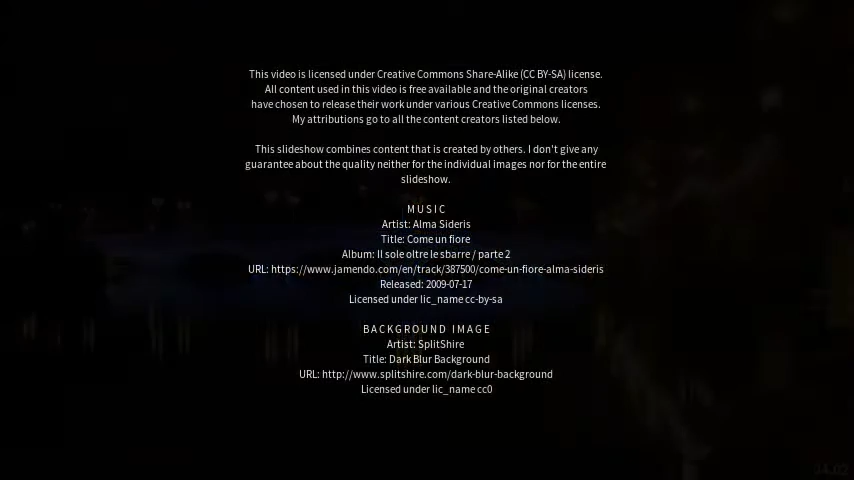 This video is licensed under Creative Commons Share-Alike (CC BY-SA) license.
All content used in this video is free available and the original creators
have chosen to release their work under various Creative Commons licenses.
My attributions go to all the content creators listed below.
This slideshow combines content that is created by others. I don't give any
guarantee about the quality neither for the individual images nor for the entire
slideshow.
MUSIC
Artist: Alma Sideris
Title: Come un fiore
Album: Il sole oltre le sbarre / parte 2
URL: https://www.jamendo.com/en/track/387500/come-un-fiore-alma-sideris
Released: 2009-07-17
Licensed under lic_name cc-by-sa
BACKGROUND IMAGE
Artist: SplitShire
Title: Dark Blur Background
URL: http://www.splitshire.com/dark-blur-background
Licensed under lic_name cc0